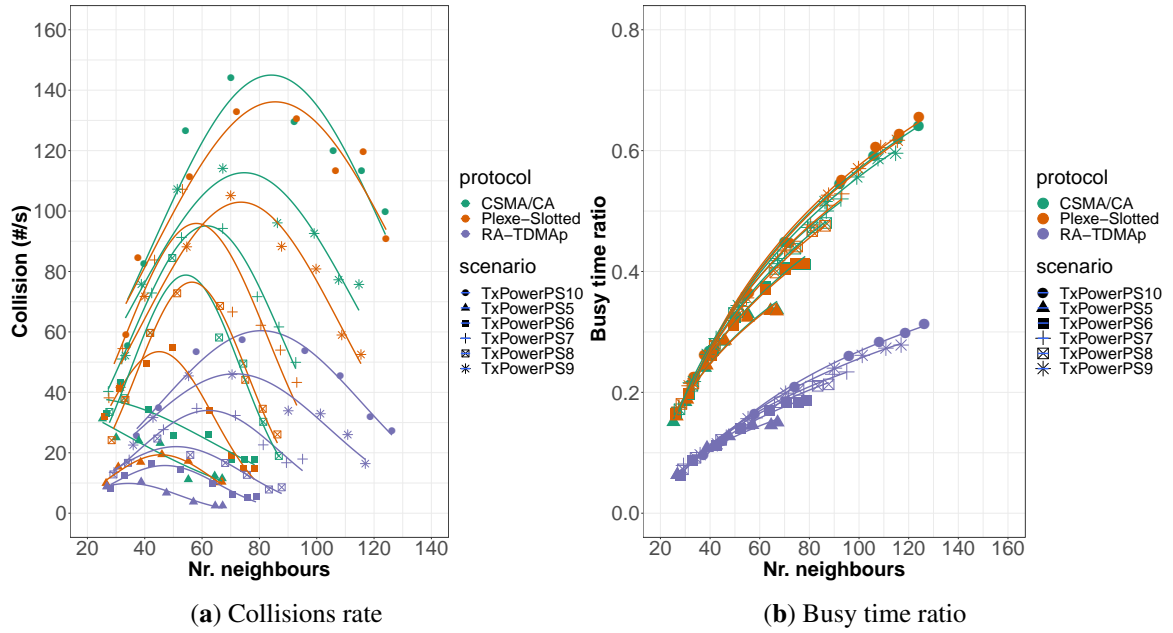 160
140
120
100
80
60
40
20
0
Collision (#/s)
20 40 60 80 100 120 140
Nr. neighbours
protocol
CSMA/CA
Plexe−Slotted
RA−TDMAp
scenario
TxPowerPS10
TxPowerPS5
TxPowerPS6
TxPowerPS7
TxPowerPS8
TxPowerPS9
(a) Collisions rate
0.8
0.6
0.4
0.2
0.0
Busy time ratio
20 40 60 80 100 120 140 160
Nr. neighbours
protocol
CSMA/CA
Plexe−Slotted
RA−TDMAp
scenario
TxPowerPS10
TxPowerPS5
TxPowerPS6
TxPowerPS7
TxPowerPS8
TxPowerPS9
(b) Busy time ratio